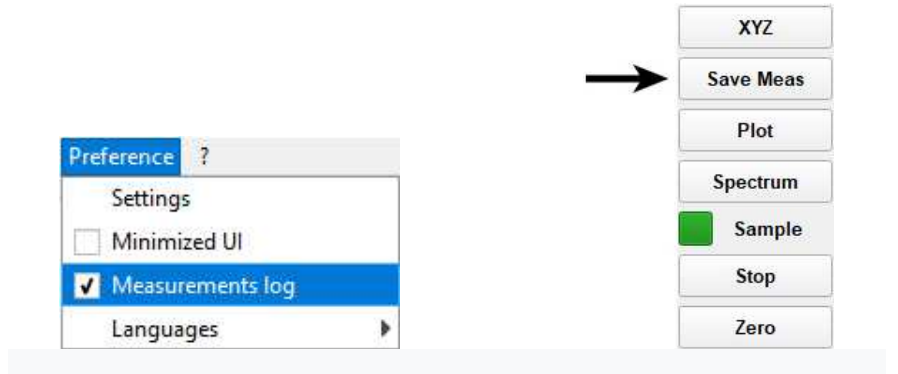 Preference ?
Settings
Minimized UI
Measurements log
Languages
XYZ
Save Meas
Plot
Spectrum
Sample
Stop
Zero